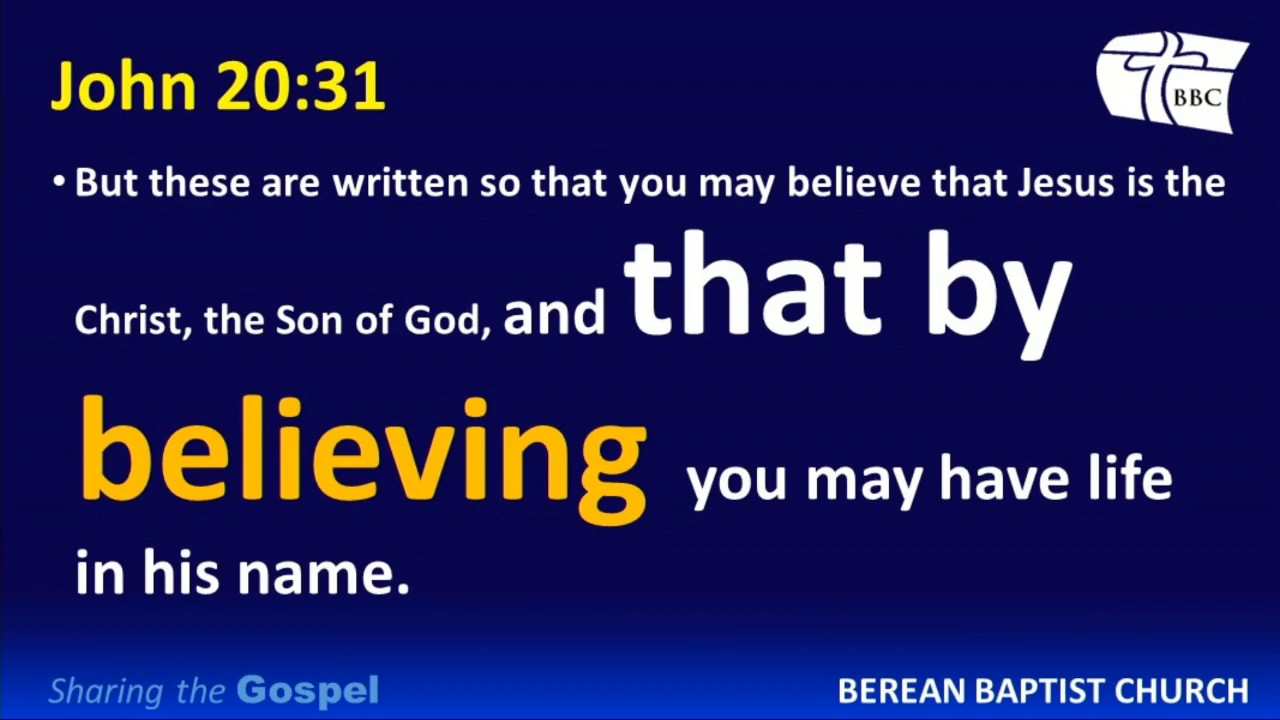 John 20:31
BBC
• But these are written so that you may believe that Jesus is the
Christ, the Son of God, and that by
believing you may have life
in his name.
Sharing the Gospel
BEREAN BAPTIST CHURCH